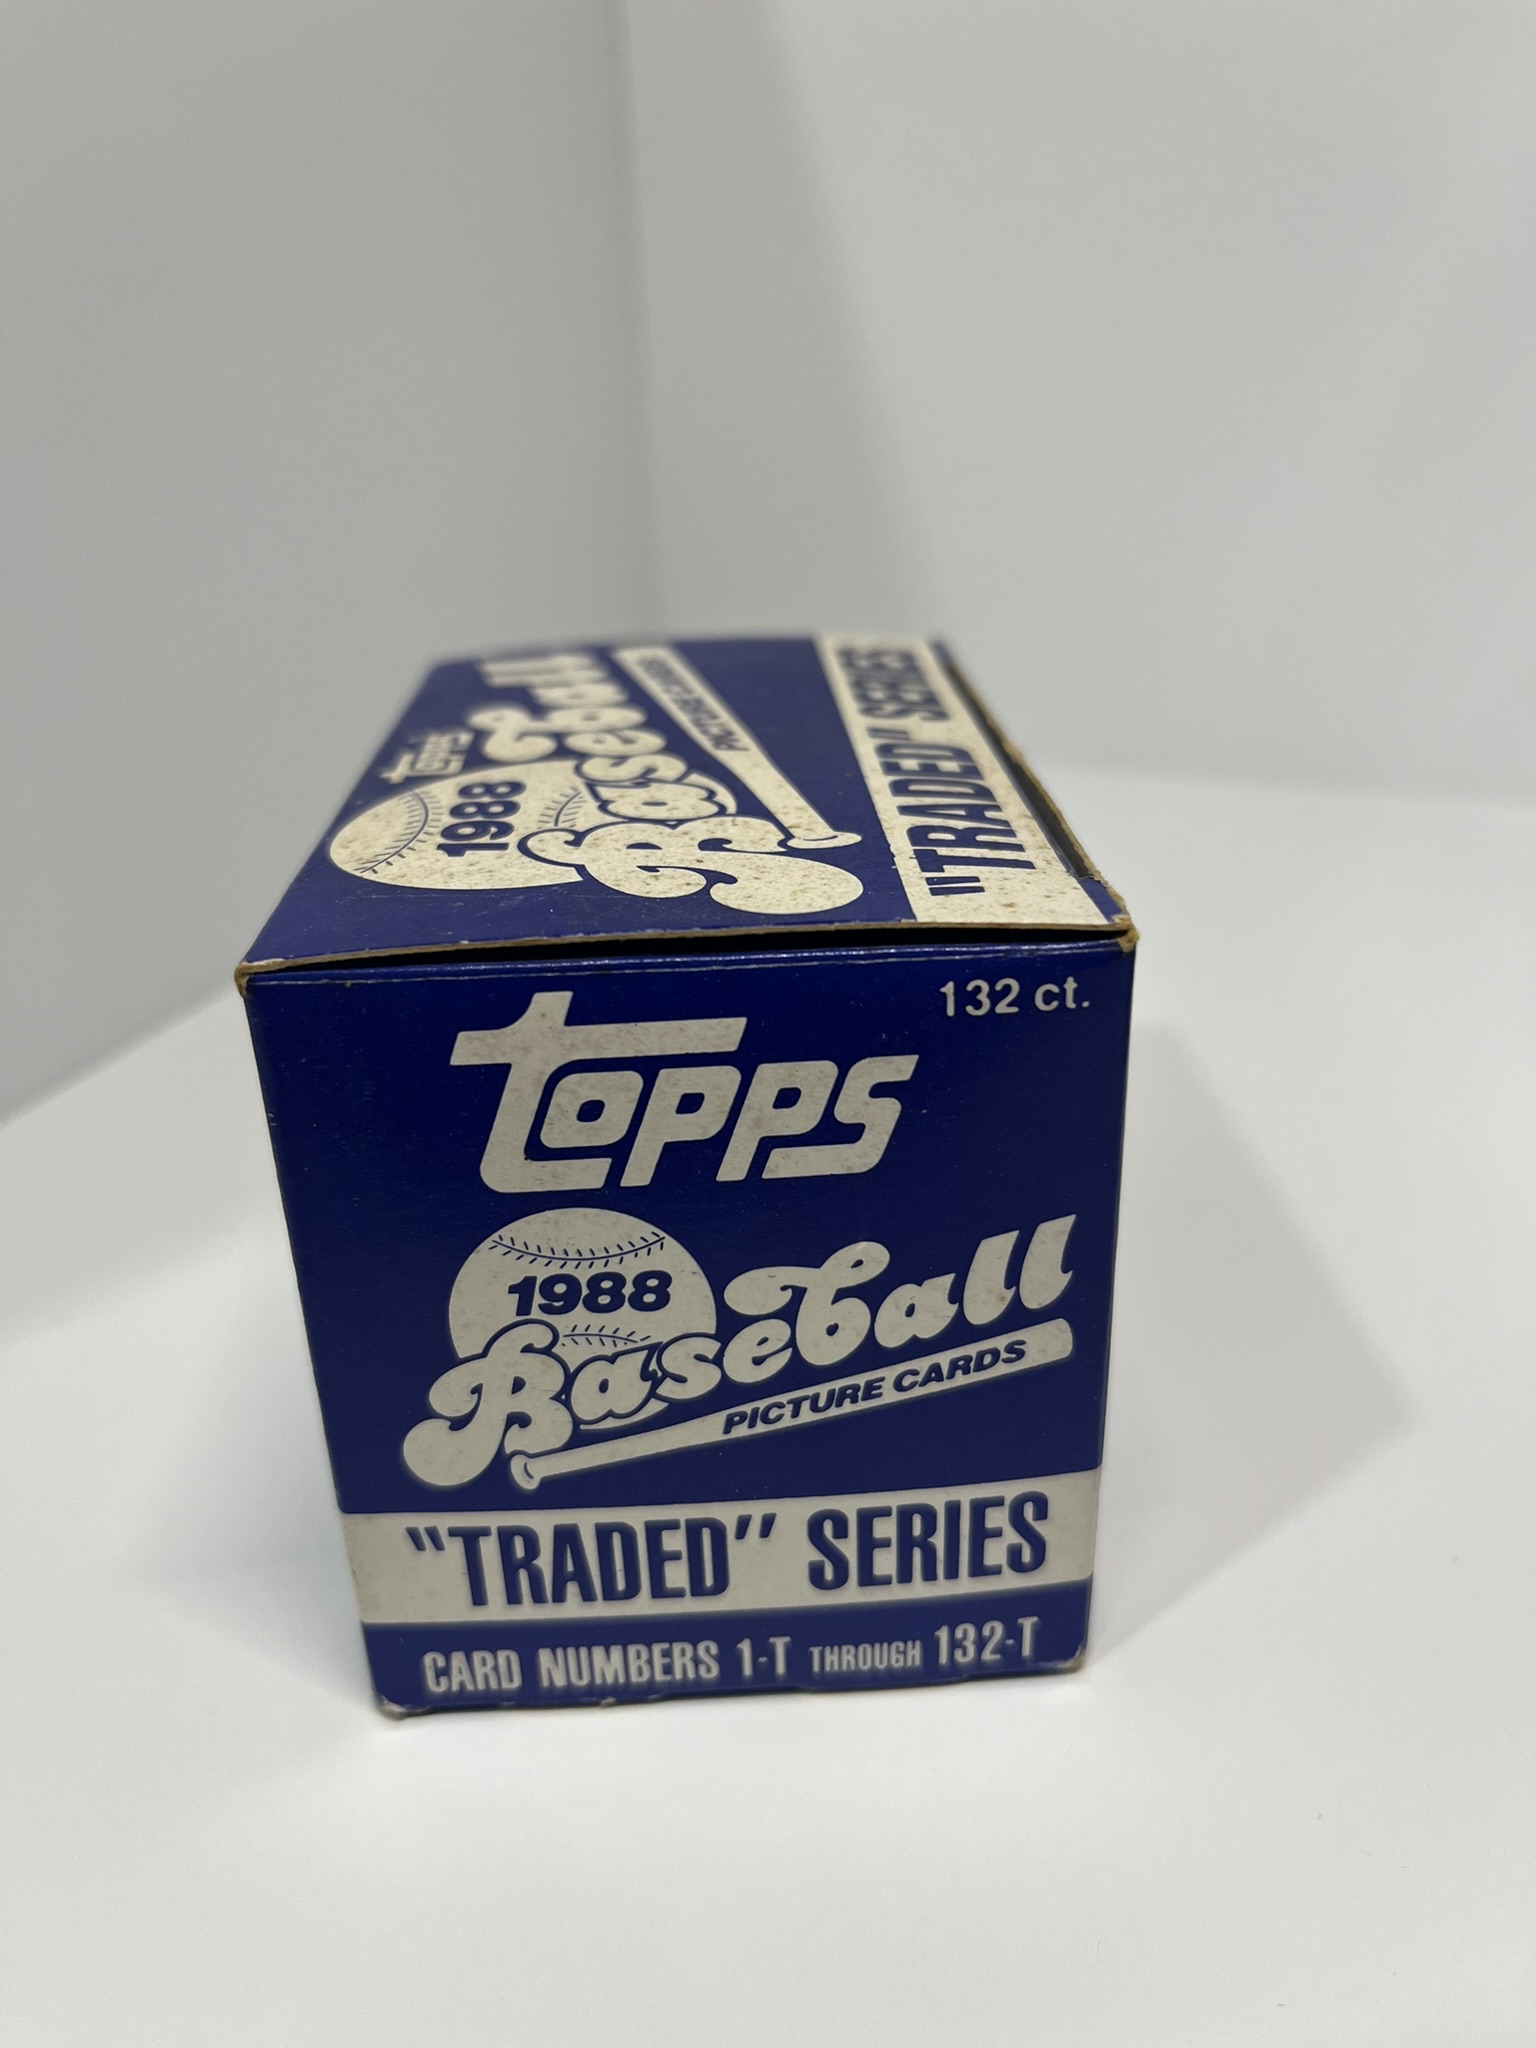 Topps
1988
Baseball
PICTURE CARDS
"TRADED" SERIES
132 ct.
Topps
1988
Baseball
PICTURE CARDS
"TRADED" SERIES
CARD NUMBERS 1-T THROUGH 132-T